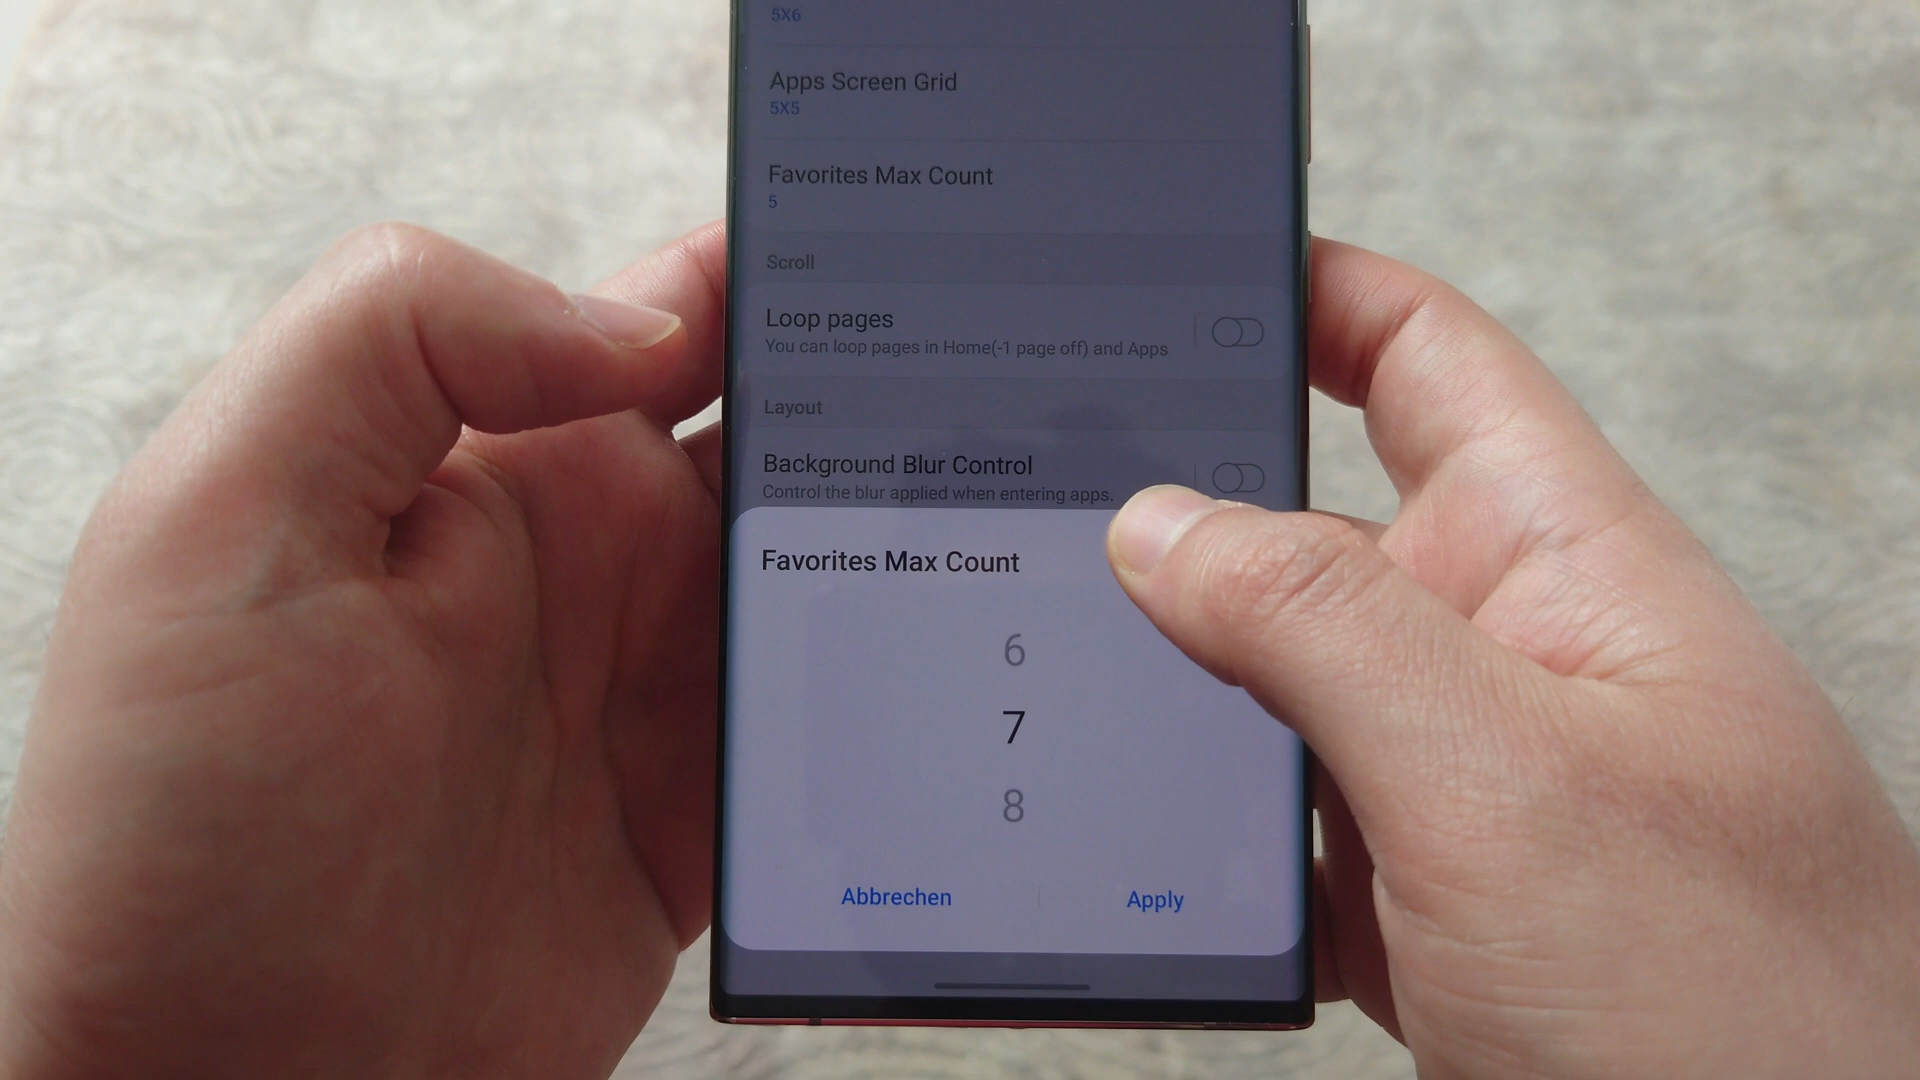 5X6
Apps Screen Grid
5X5
Favorites Max Count
5
Scroll
Loop pages
You can loop pages in Home(-1 page off) and Apps
Layout
Background Blur Control
Control the blur applied when entering apps.
Favorites Max Count
6
7
8
Abbrechen
Apply